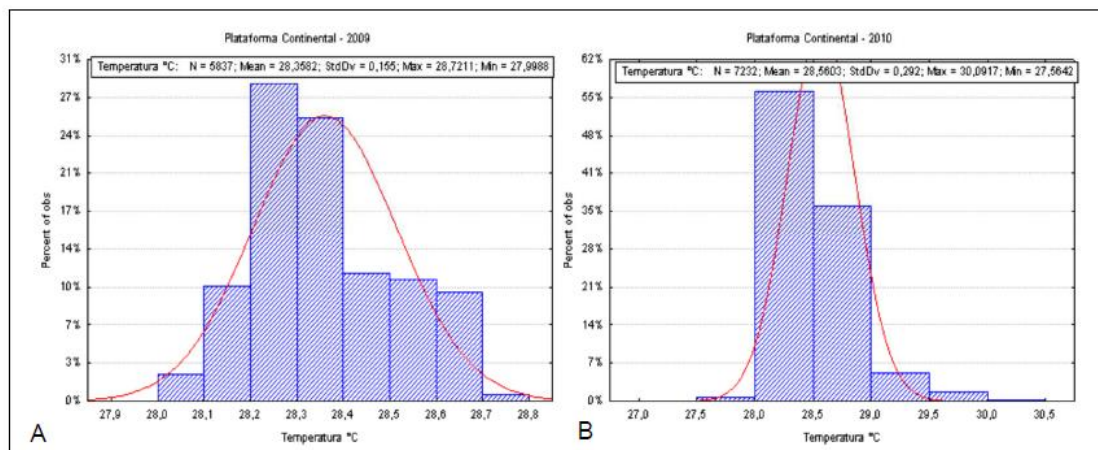 Plataforma Continental - 2009
31%
Temperatura °C: N = 5837; Mean = 28,3582; StdDv = 0,155; Max = 28,7211; Min = 27,9988
27%
24%
21%
17%
14%
10%
7%
3%
0%
Percent of obs
27,9 28,0 28,1 28,2 28,3 28,4 28,5 28,6 28,7 28,8
Temperatura °C
A
Plataforma Continental - 2010
62%
Temperatura °C: N = 7232; Mean = 28,5603; StdDv = 0,292; Max = 30,0917; Min = 27,5642
55%
48%
41%
35%
28%
21%
14%
7%
0%
Percent of obs
27,0 27,5 28,0 28,5 29,0 29,5 30,0 30,5
Temperatura °C
B